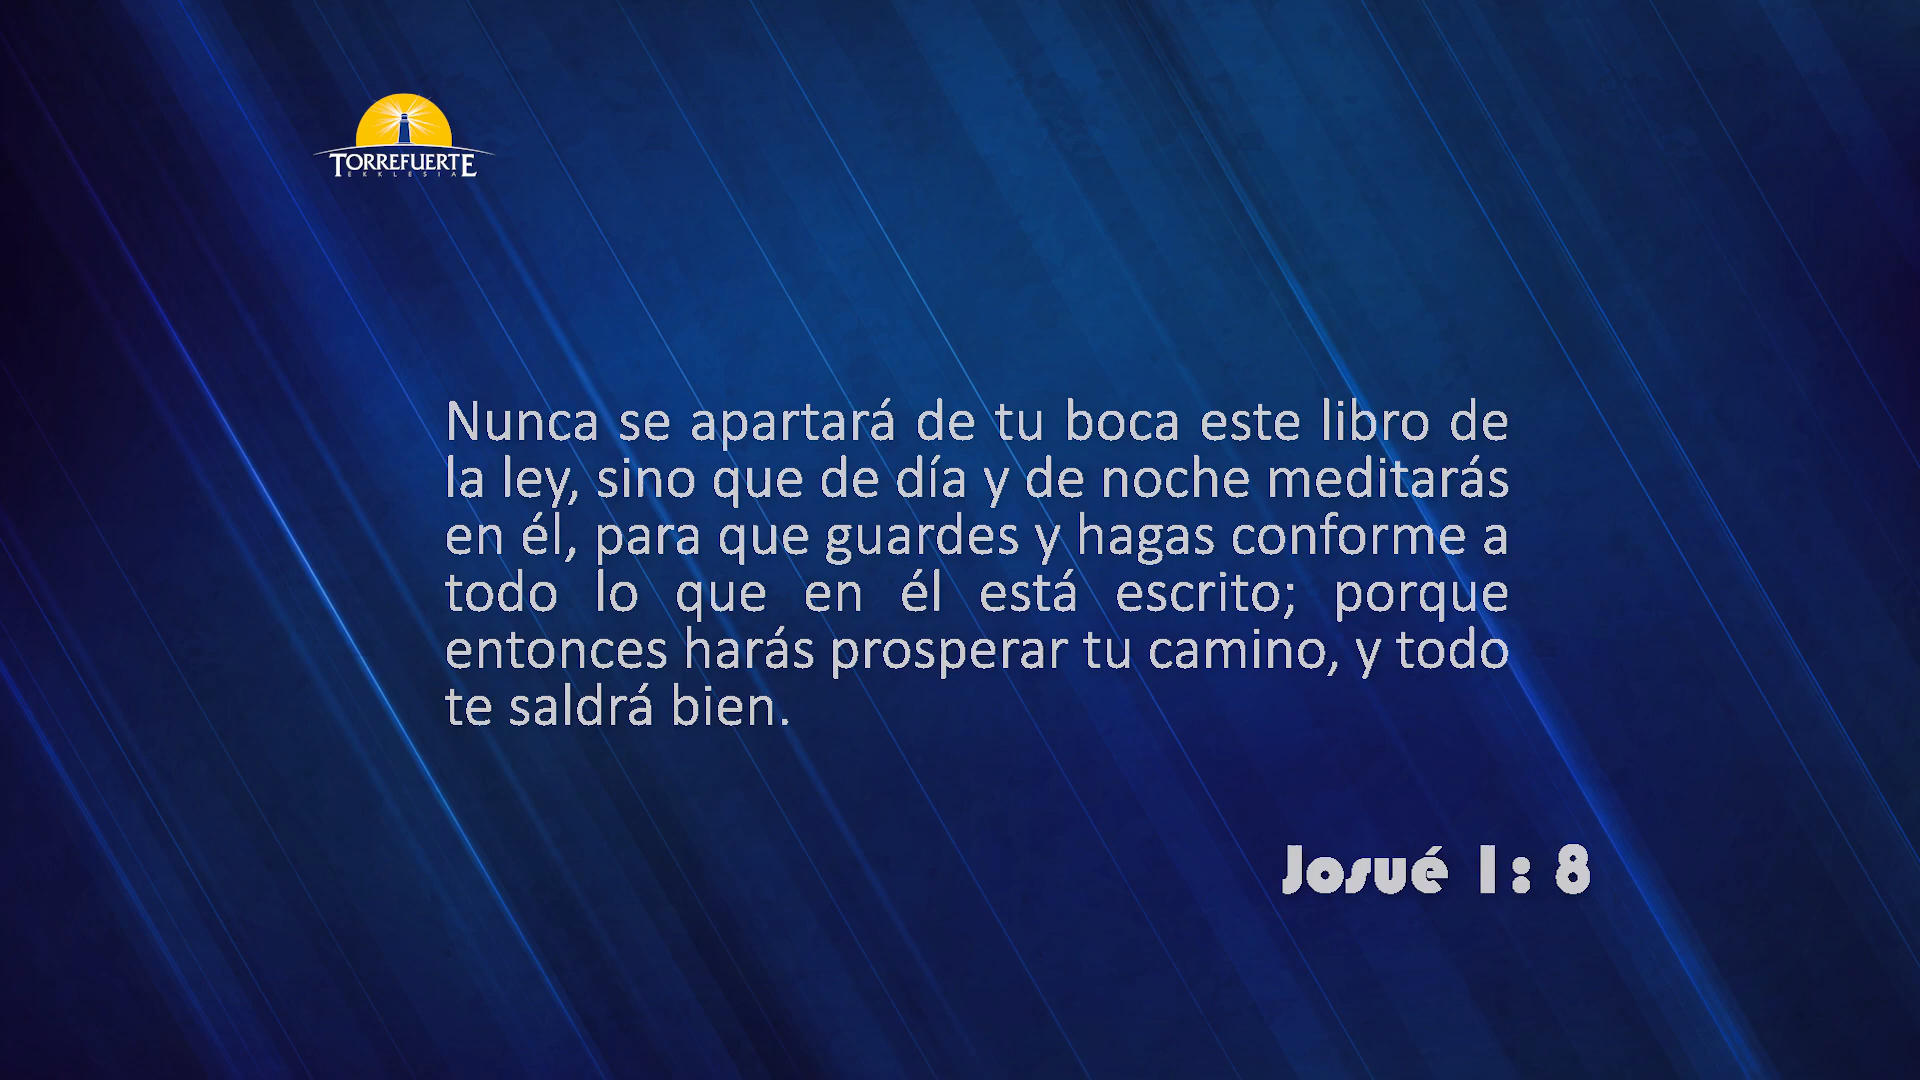 TORREFUERTE
EKKLESIA
Nunca se apartará de tu boca este libro de
la ley, sino que de día y de noche meditarás
en él, para que guardes y hagas conforme a
todo lo que en él está escrito; porque
entonces harás prosperar tu camino, y todo
te saldrá bien.
Josué 1: 8